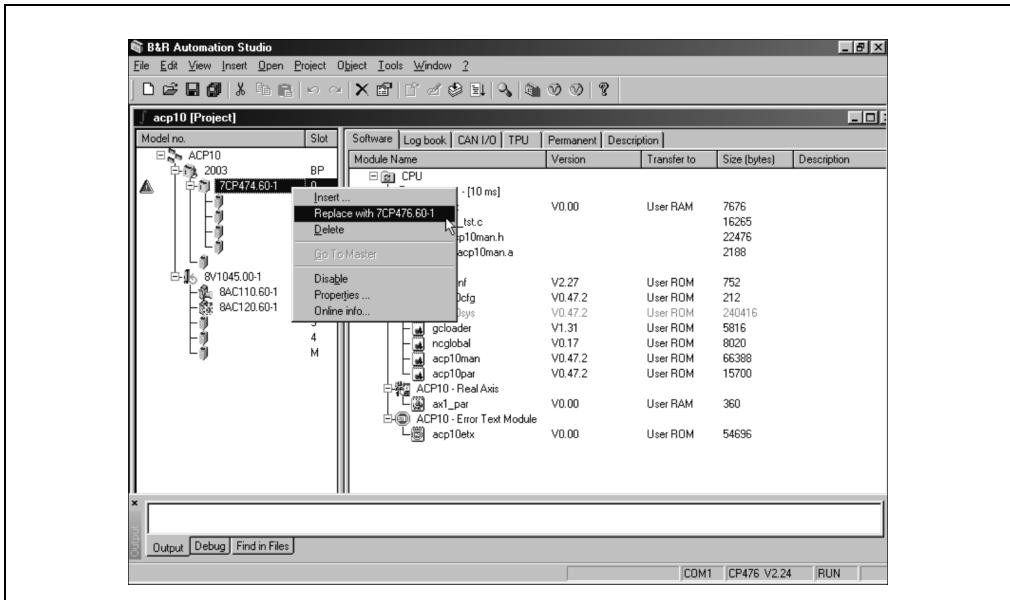 B&R Automation Studio
File Edit View Insert Open Project Object Tools Window ?
acp10 [Project]
Model no. Slot
ACP10
2003 BP
7CP474.60-1 0
8V1045.00-1
8AC110.60-1
8AC120.60-1
3
4
M
Insert ...
Replace with 7CP476.60-1
Delete
Go To Master
Disable
Properties ...
Online info...
Software Log book CAN I/O TPU Permanent Description
Module Name Version Transfer to Size (bytes) Description
CPU
- [10 ms]
V0.00 User RAM 7676
_tst.c 16265
p10man.h 22476
acp10man.a 2188
nf V2.27 User ROM 752
0cfg V0.47.2 User ROM 212
0sys V0.47.2 User ROM 240416
gcloader V1.31 User ROM 5816
ncglobal V0.17 User ROM 8020
acp10man V0.47.2 User ROM 66388
acp10par V0.47.2 User ROM 15700
ACP10 - Real Axis
ax1_par V0.00 User RAM 360
ACP10 - Error Text Module
acp10etx V0.00 User ROM 54696
Output
Output Debug Find in Files
COM1 CP476 V2.24 RUN